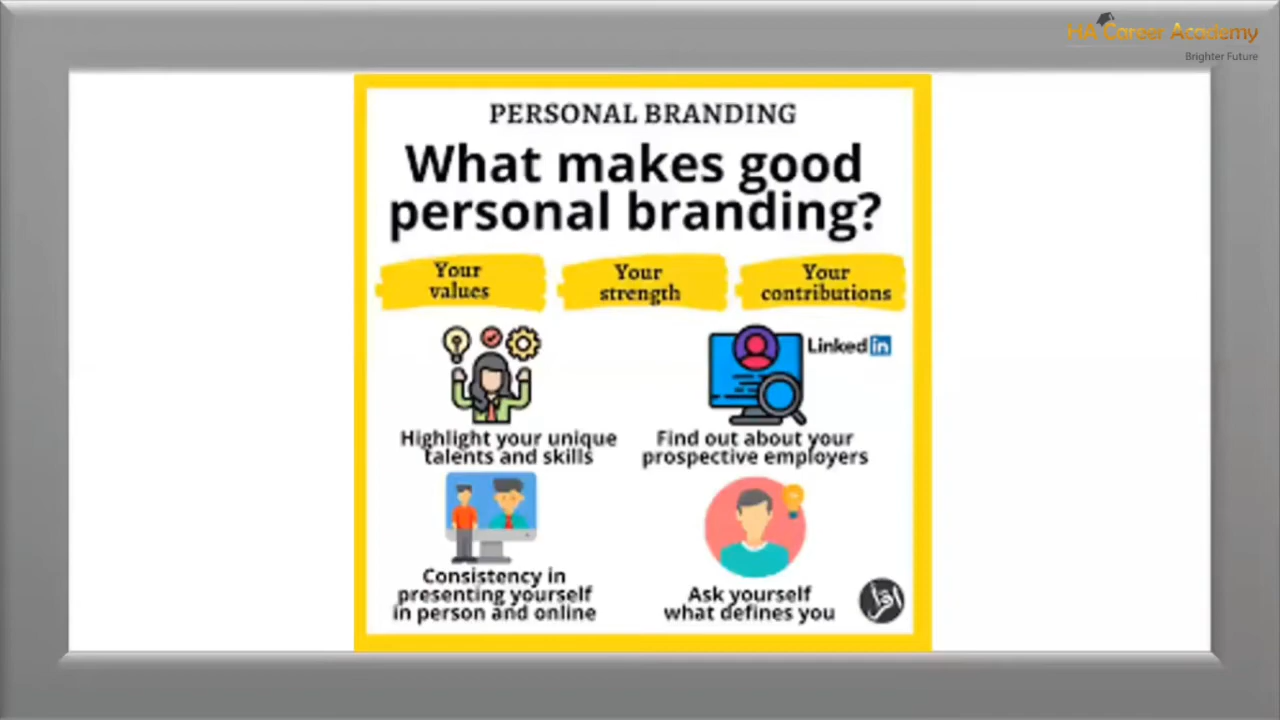 HA Career Academy
Brighter Future
PERSONAL BRANDING
What makes good
personal branding?
Your
values
Your
strength
Your
contributions
Linked in
Highlight your unique
talents and skills
Find out about your
prospective employers
Consistency in
presenting yourself
in person and online
Ask yourself
what defines you